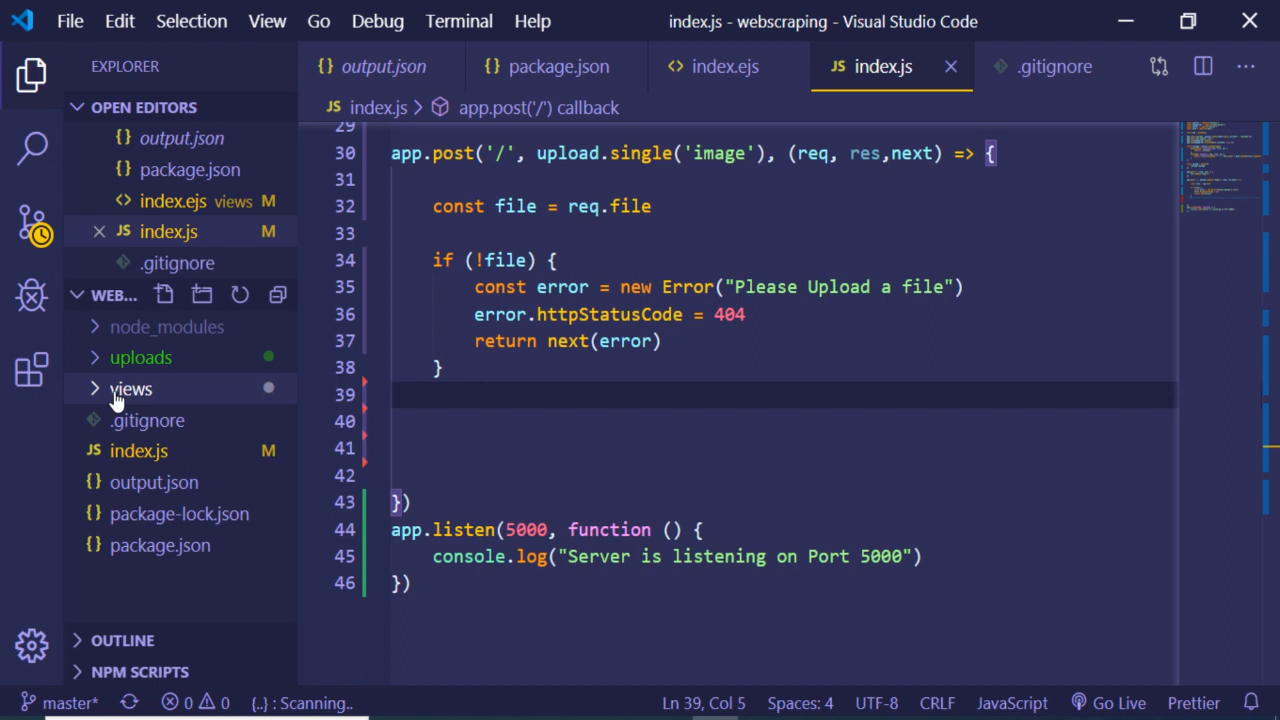 File Edit Selection View Go Debug Terminal Help index.js - webscraping - Visual Studio Code
EXPLORER
OPEN EDITORS
{} output.json
{} package.json
<> index.ejs views M
JS index.js M
.gitignore
WEB...
node_modules
uploads
views
.gitignore
JS index.js M
{} output.json
{} package-lock.json
{} package.json
OUTLINE
NPM SCRIPTS
{} output.json {} package.json <> index.ejs JS index.js .gitignore
JS index.js > app.post('/') callback
29
30 app.post('/', upload.single('image'), (req, res,next) => {
31
32 const file = req.file
33
34 if (!file) {
35 const error = new Error("Please Upload a file")
36 error.httpStatusCode = 404
37 return next(error)
38 }
39
40
41
42
43 })
44 app.listen(5000, function () {
45 console.log("Server is listening on Port 5000")
46 })
master* 0 0 {..} : Scanning.. Ln 39, Col 5 Spaces: 4 UTF-8 CRLF JavaScript Go Live Prettier